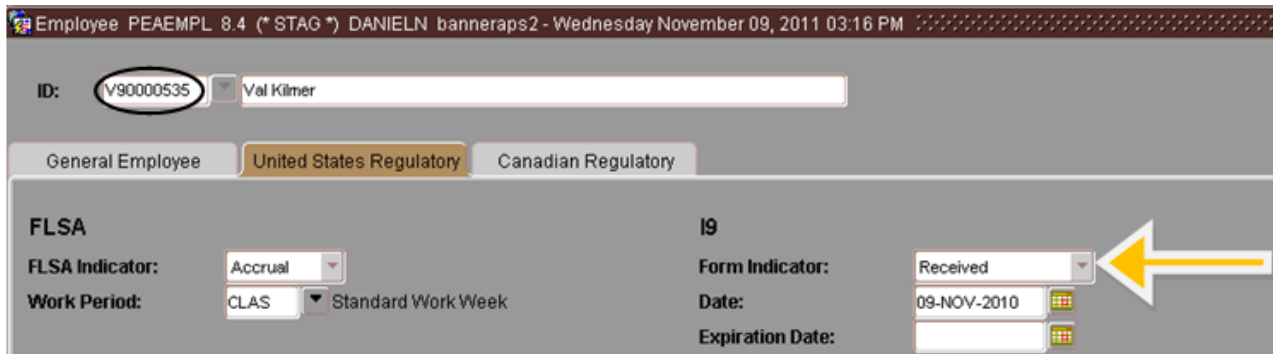 Employee PEAEMPL 8.4 (* STAG *) DANIELN banneraps2 - Wednesday November 09, 2011 03:16 PM
ID: V90000535 Val Kilmer
General Employee United States Regulatory Canadian Regulatory
FLSA I9
FLSA Indicator: Accrual Form Indicator: Received
Work Period: CLAS Standard Work Week Date: 09-NOV-2010
Expiration Date: